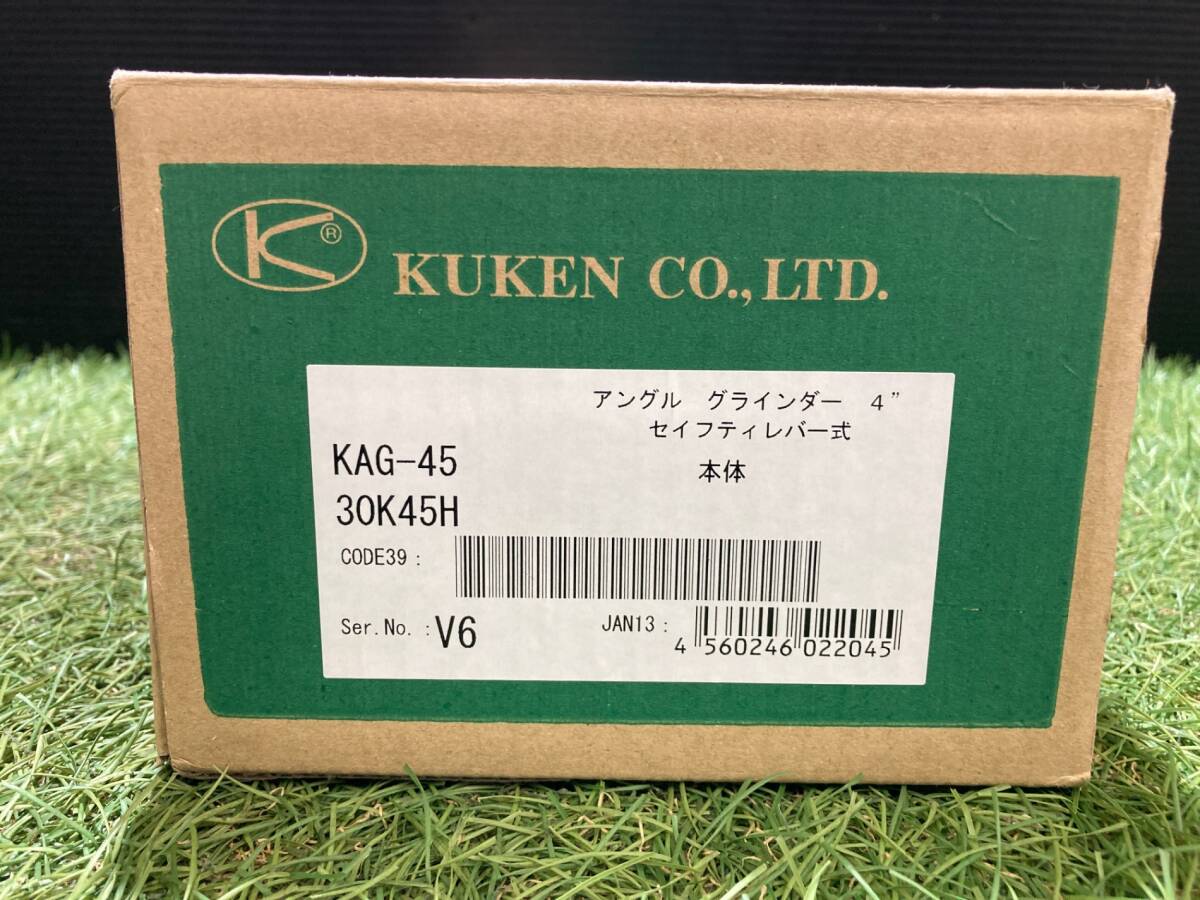 K®
KUKEN CO., LTD.
アングル グラインダー 4”
セイフティレバー式
本体
KAG-45
30K45H
CODE39 :
Ser.No. : V6
JAN13 :
4 560246 022045